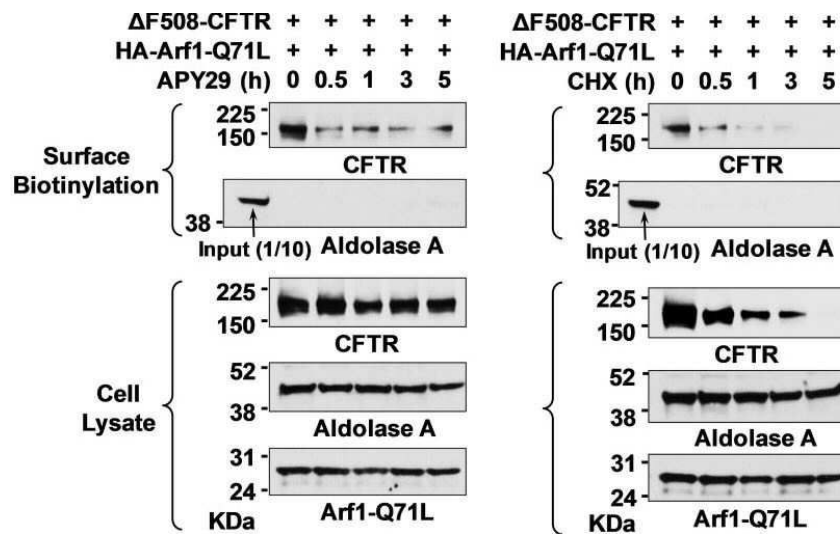 ΔF508-CFTR + + + + +
HA-Arf1-Q71L + + + + +
APY29 (h) 0 0.5 1 3 5
Surface Biotinylation
225
150
CFTR
38
Input (1/10) Aldolase A
Cell Lysate
225
150
CFTR
52
38
Aldolase A
31
24
KDa Arf1-Q71L
ΔF508-CFTR + + + + +
HA-Arf1-Q71L + + + + +
CHX (h) 0 0.5 1 3 5
225
150
CFTR
52
38
Input (1/10) Aldolase A
225
150
CFTR
52
38
Aldolase A
31
24
KDa Arf1-Q71L